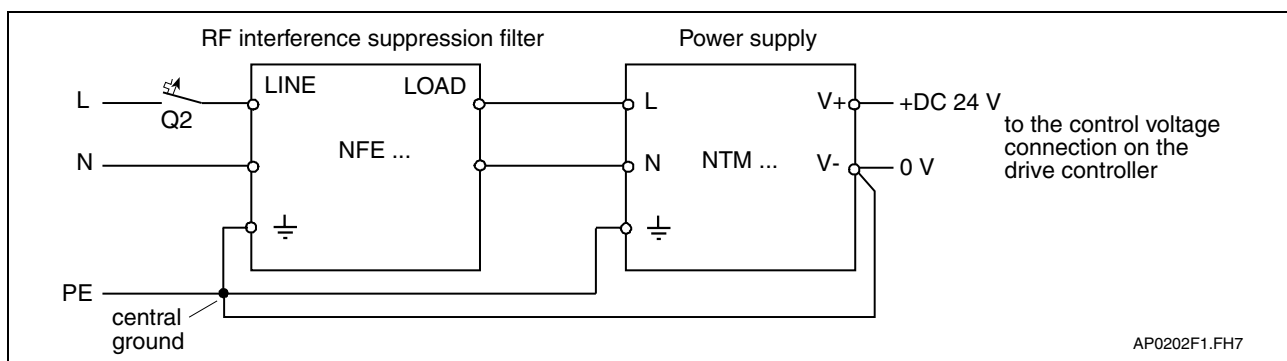 RF interference suppression filter
Power supply
L
Q2
LINE
LOAD
L
V+
+DC 24 V
to the control voltage
connection on the
drive controller
N
NFE ...
N
NTM ...
V-
0 V
PE
central
ground
AP0202F1.FH7